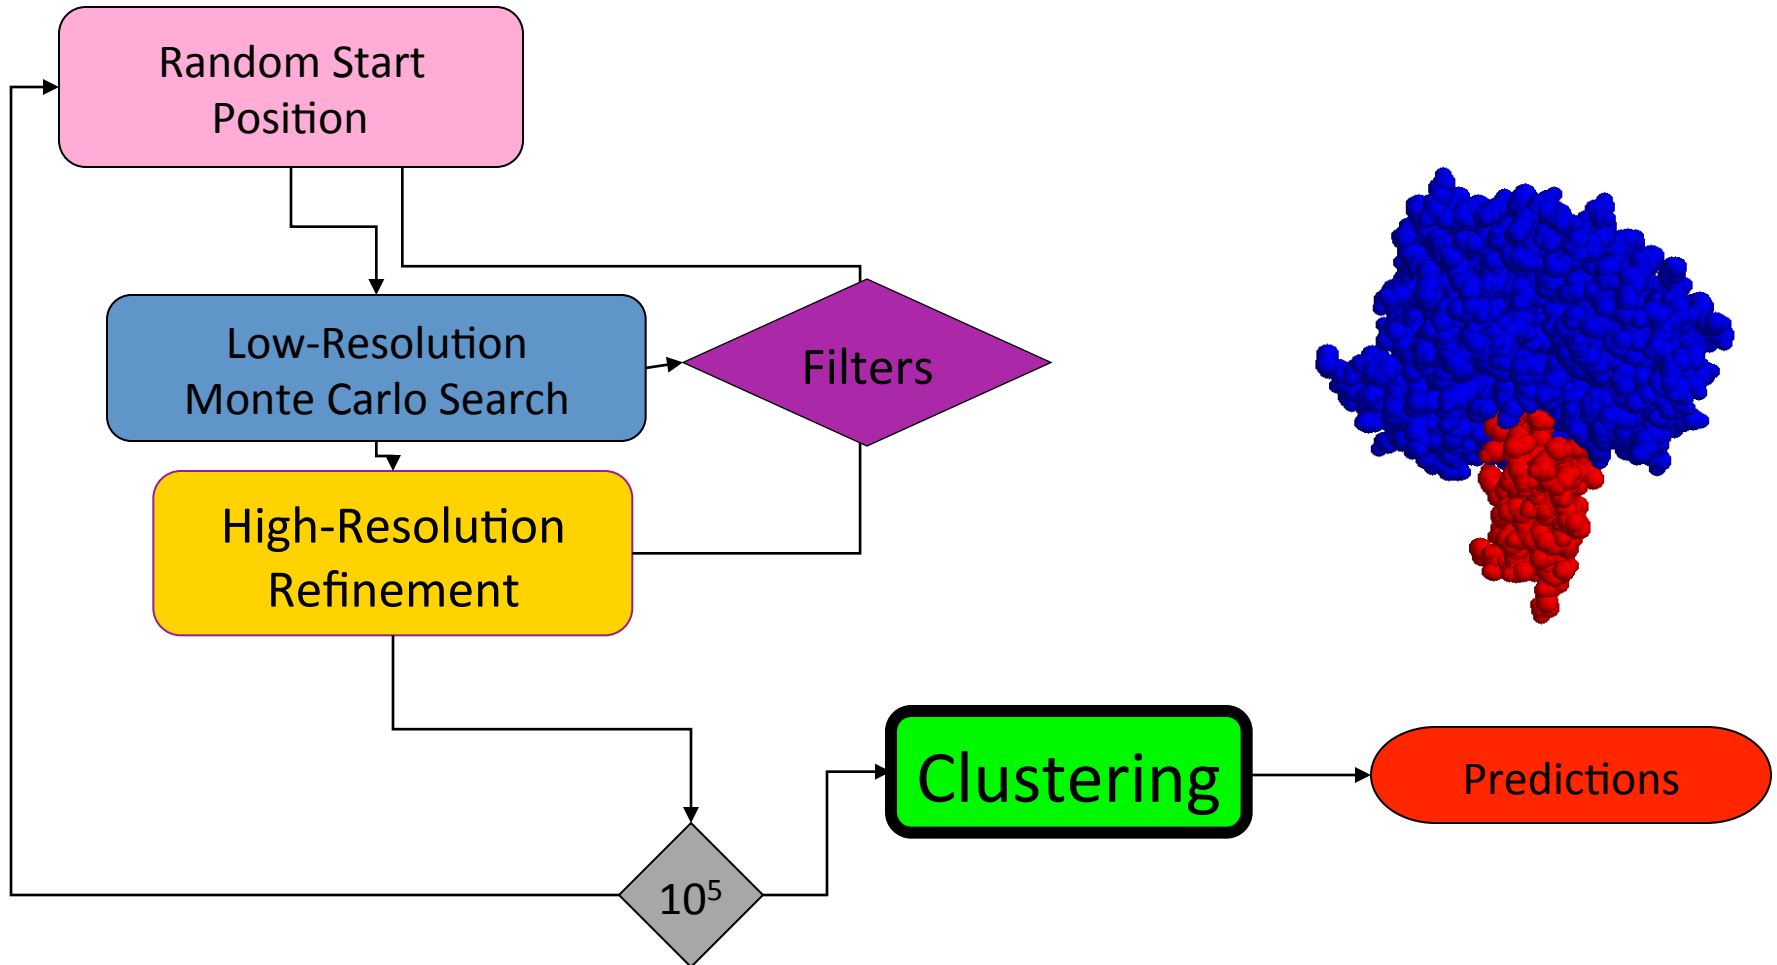 Random Start
Position
Low-Resolution
Monte Carlo Search
Filters
High-Resolution
Refinement
Clustering
Predictions
10⁵